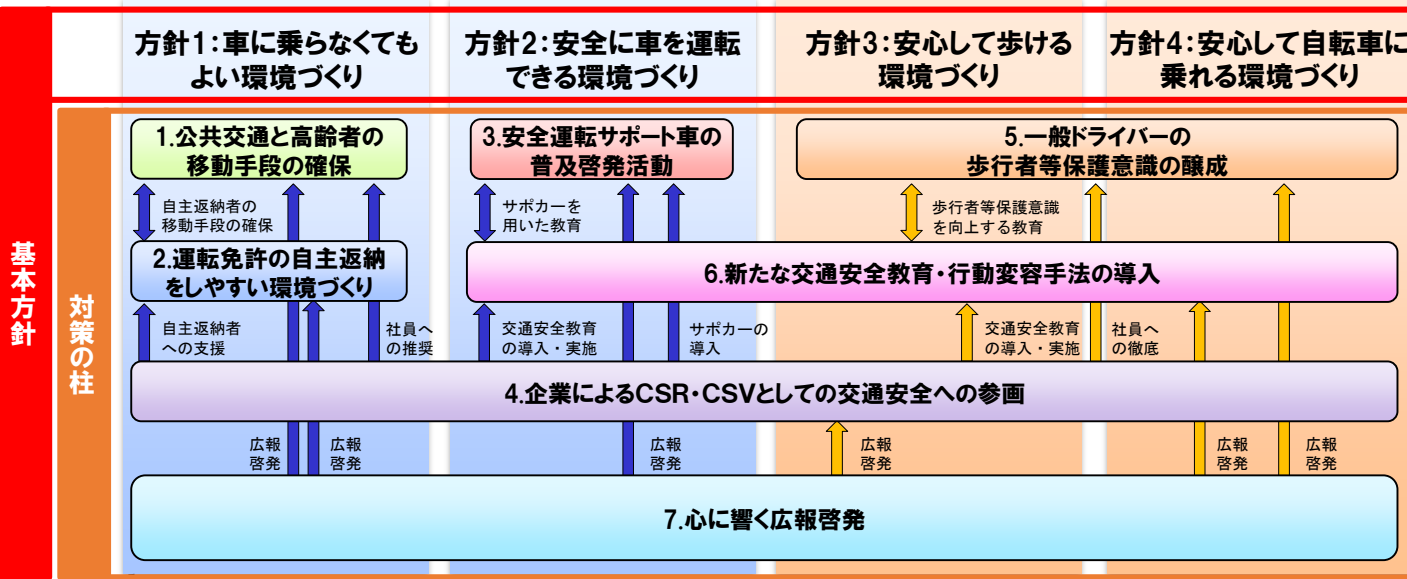 基本方針
対策の柱
方針1:車に乗らなくても
よい環境づくり
方針2:安全に車を運転
できる環境づくり
方針3:安心して歩ける
環境づくり
方針4:安心して自転車に
乗れる環境づくり
1.公共交通と高齢者の
移動手段の確保
3.安全運転サポート車の
普及啓発活動
5.一般ドライバーの
歩行者等保護意識の醸成
自主返納者の
移動手段の確保
サポカーを
用いた教育
歩行者等保護意識
を向上する教育
2.運転免許の自主返納
をしやすい環境づくり
6.新たな交通安全教育・行動変容手法の導入
自主返納者
への支援
社員へ
の推奨
交通安全教育
の導入・実施
サポカーの
導入
交通安全教育
の導入・実施
社員へ
の徹底
4.企業によるCSR・CSVとしての交通安全への参画
広報
啓発
広報
啓発
広報
啓発
広報
啓発
広報
啓発
広報
啓発
7.心に響く広報啓発